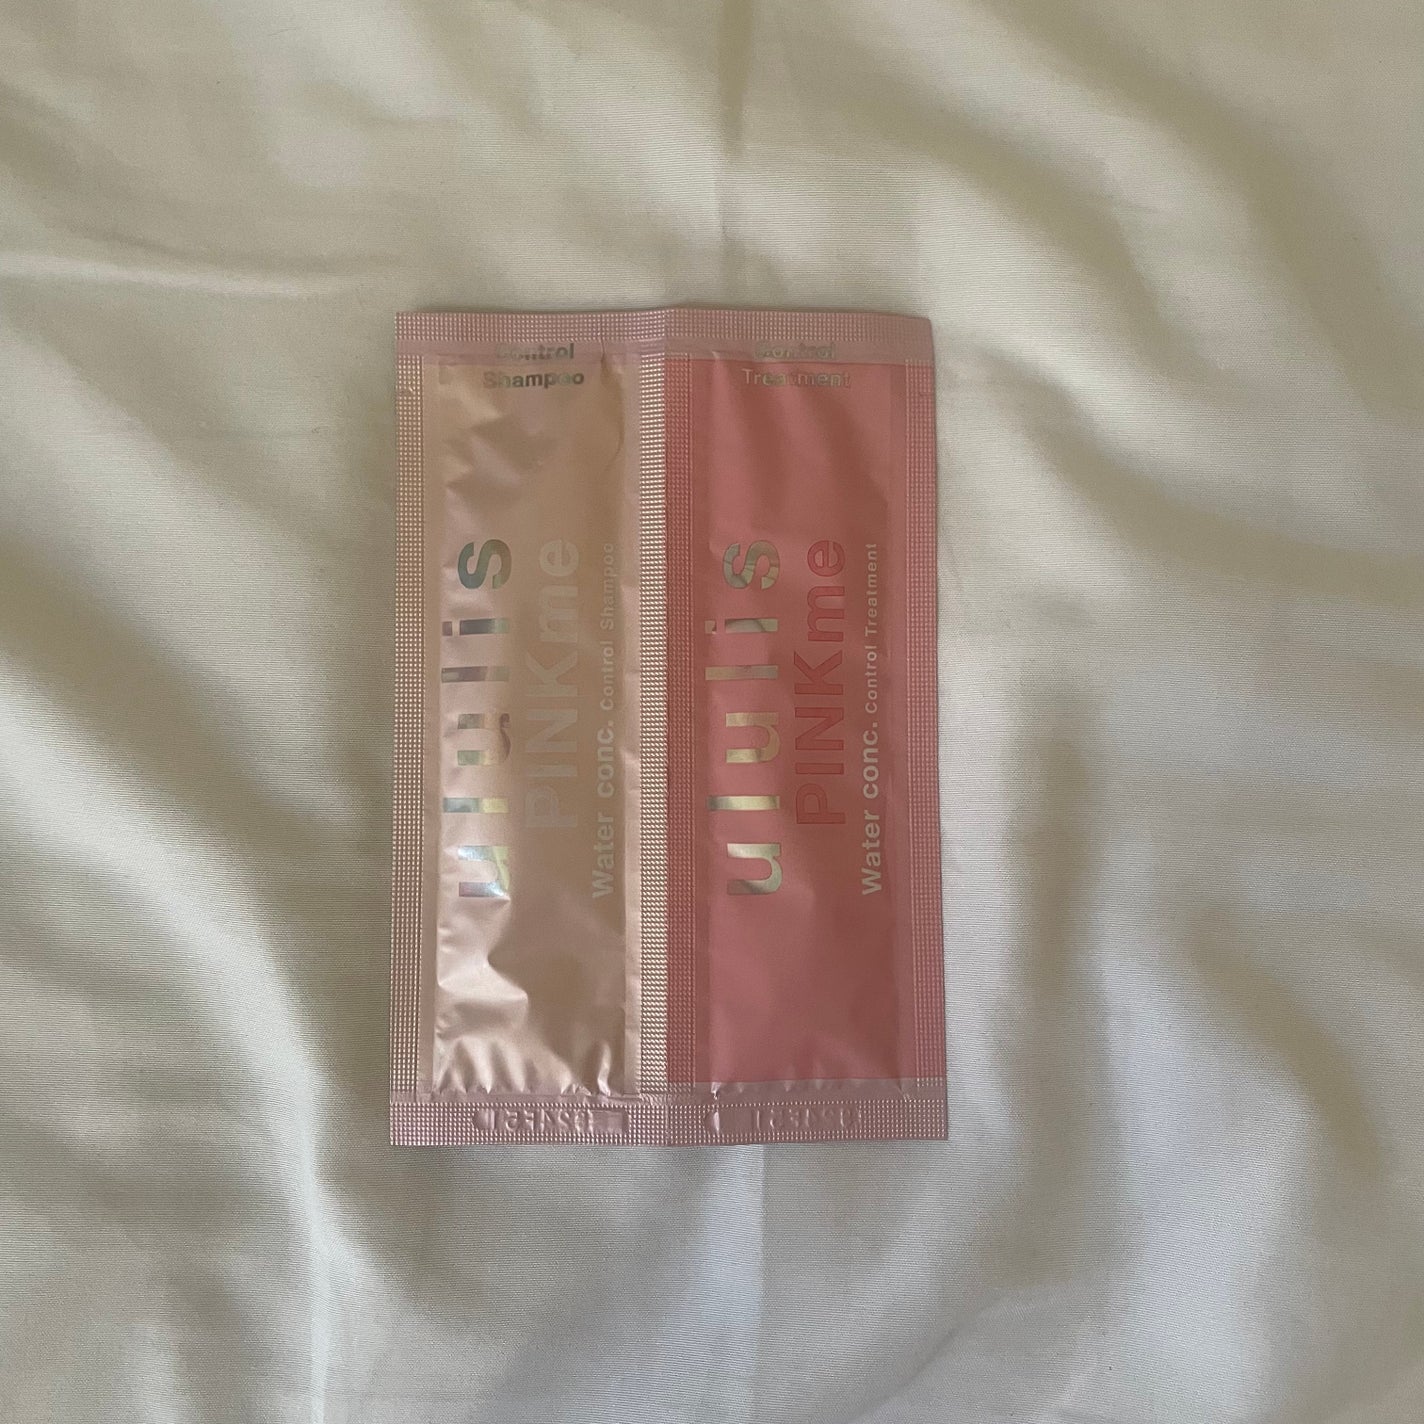 Control
Shampoo
ululis
PINKme
Water conc. Control Shampoo
Control
Treatment
ululis
PINKme
Water conc. Control Treatment